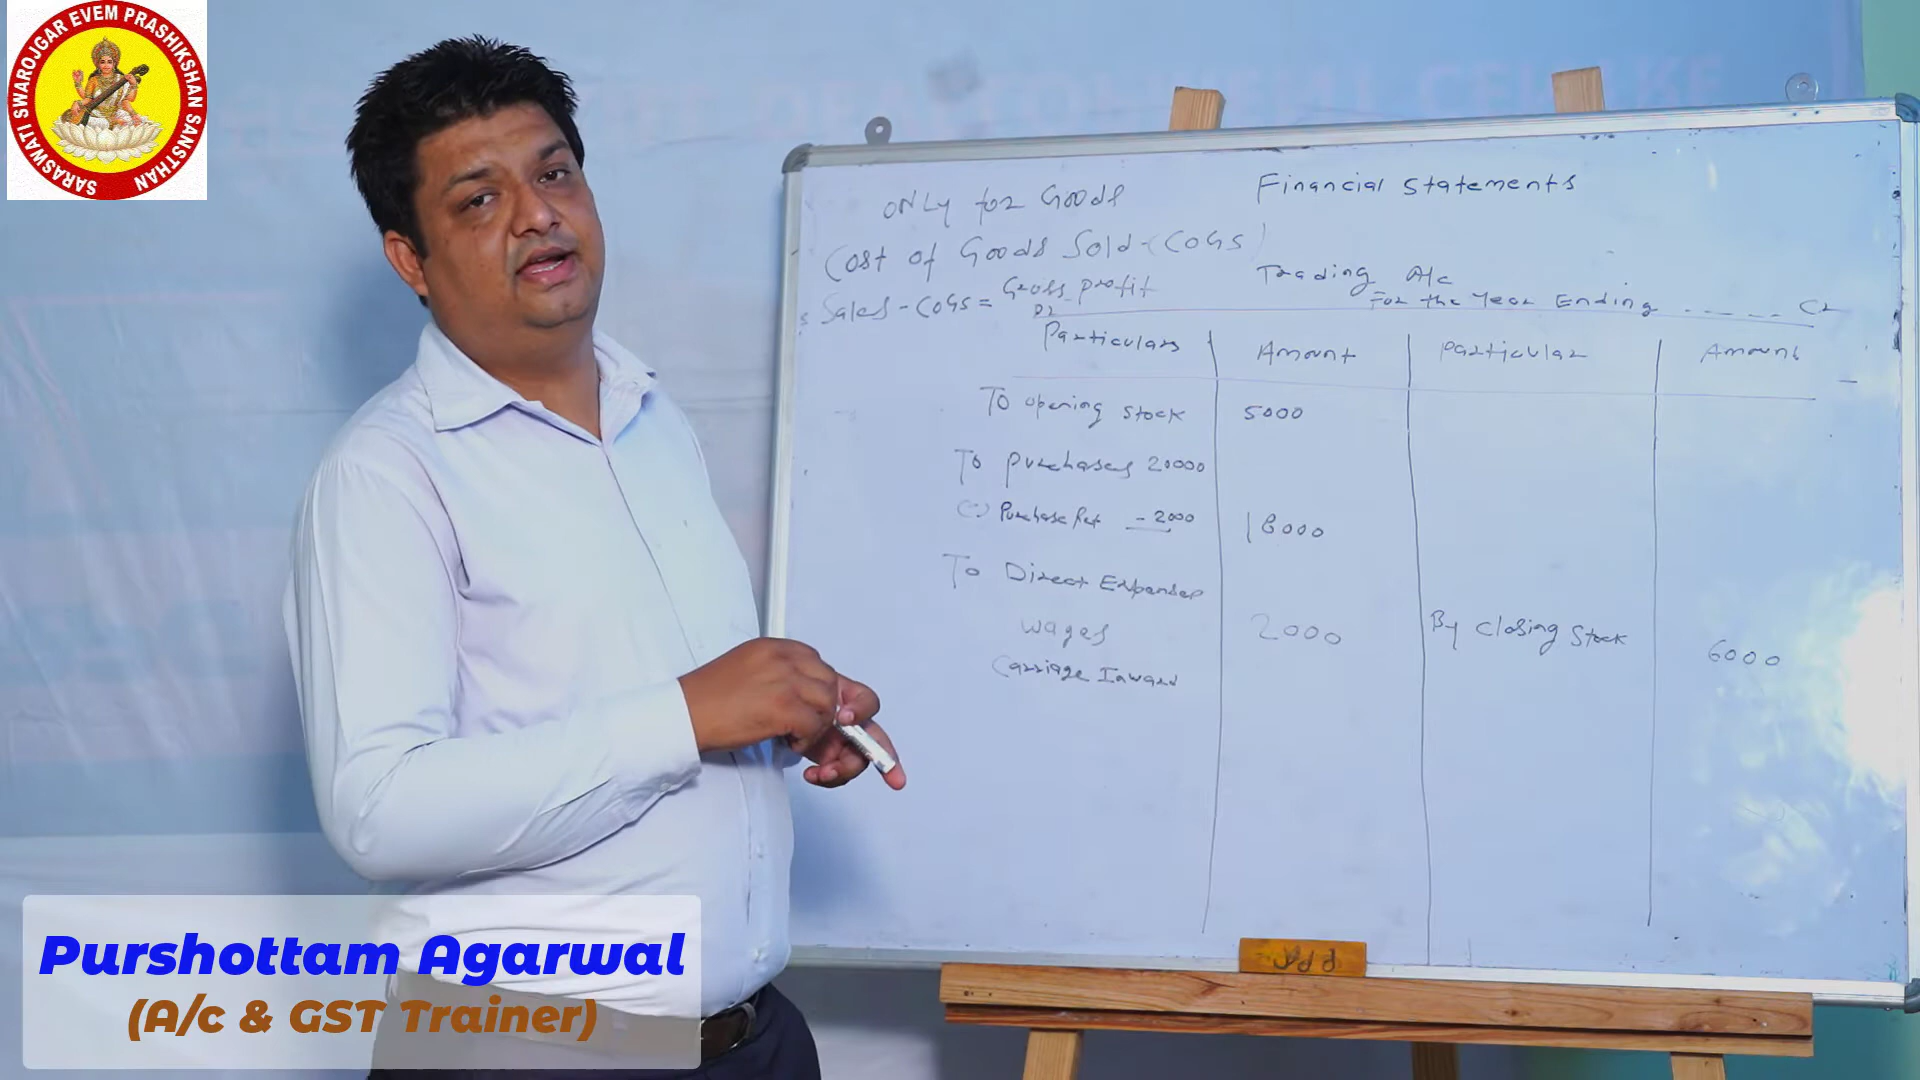 SARASWATI SWAROJGAR EVEM PRASHIKSHAN SANSTHAN
ONLY for Goods
Financial Statements
Cost of Goods Sold - (COGS)
Sales - COGS = Gross profit
Trading A/c
For the Year Ending - - - - -
Dr
Cr
Particulars Amount Particular Amount
To opening stock 5000
To purchases 20000
(-) Purchase Ret - 2000 18000
To Direct Expenses
wages 2000 By Closing Stock 6000
Carriage Inward
Purshottam Agarwal
(A/c & GST Trainer)